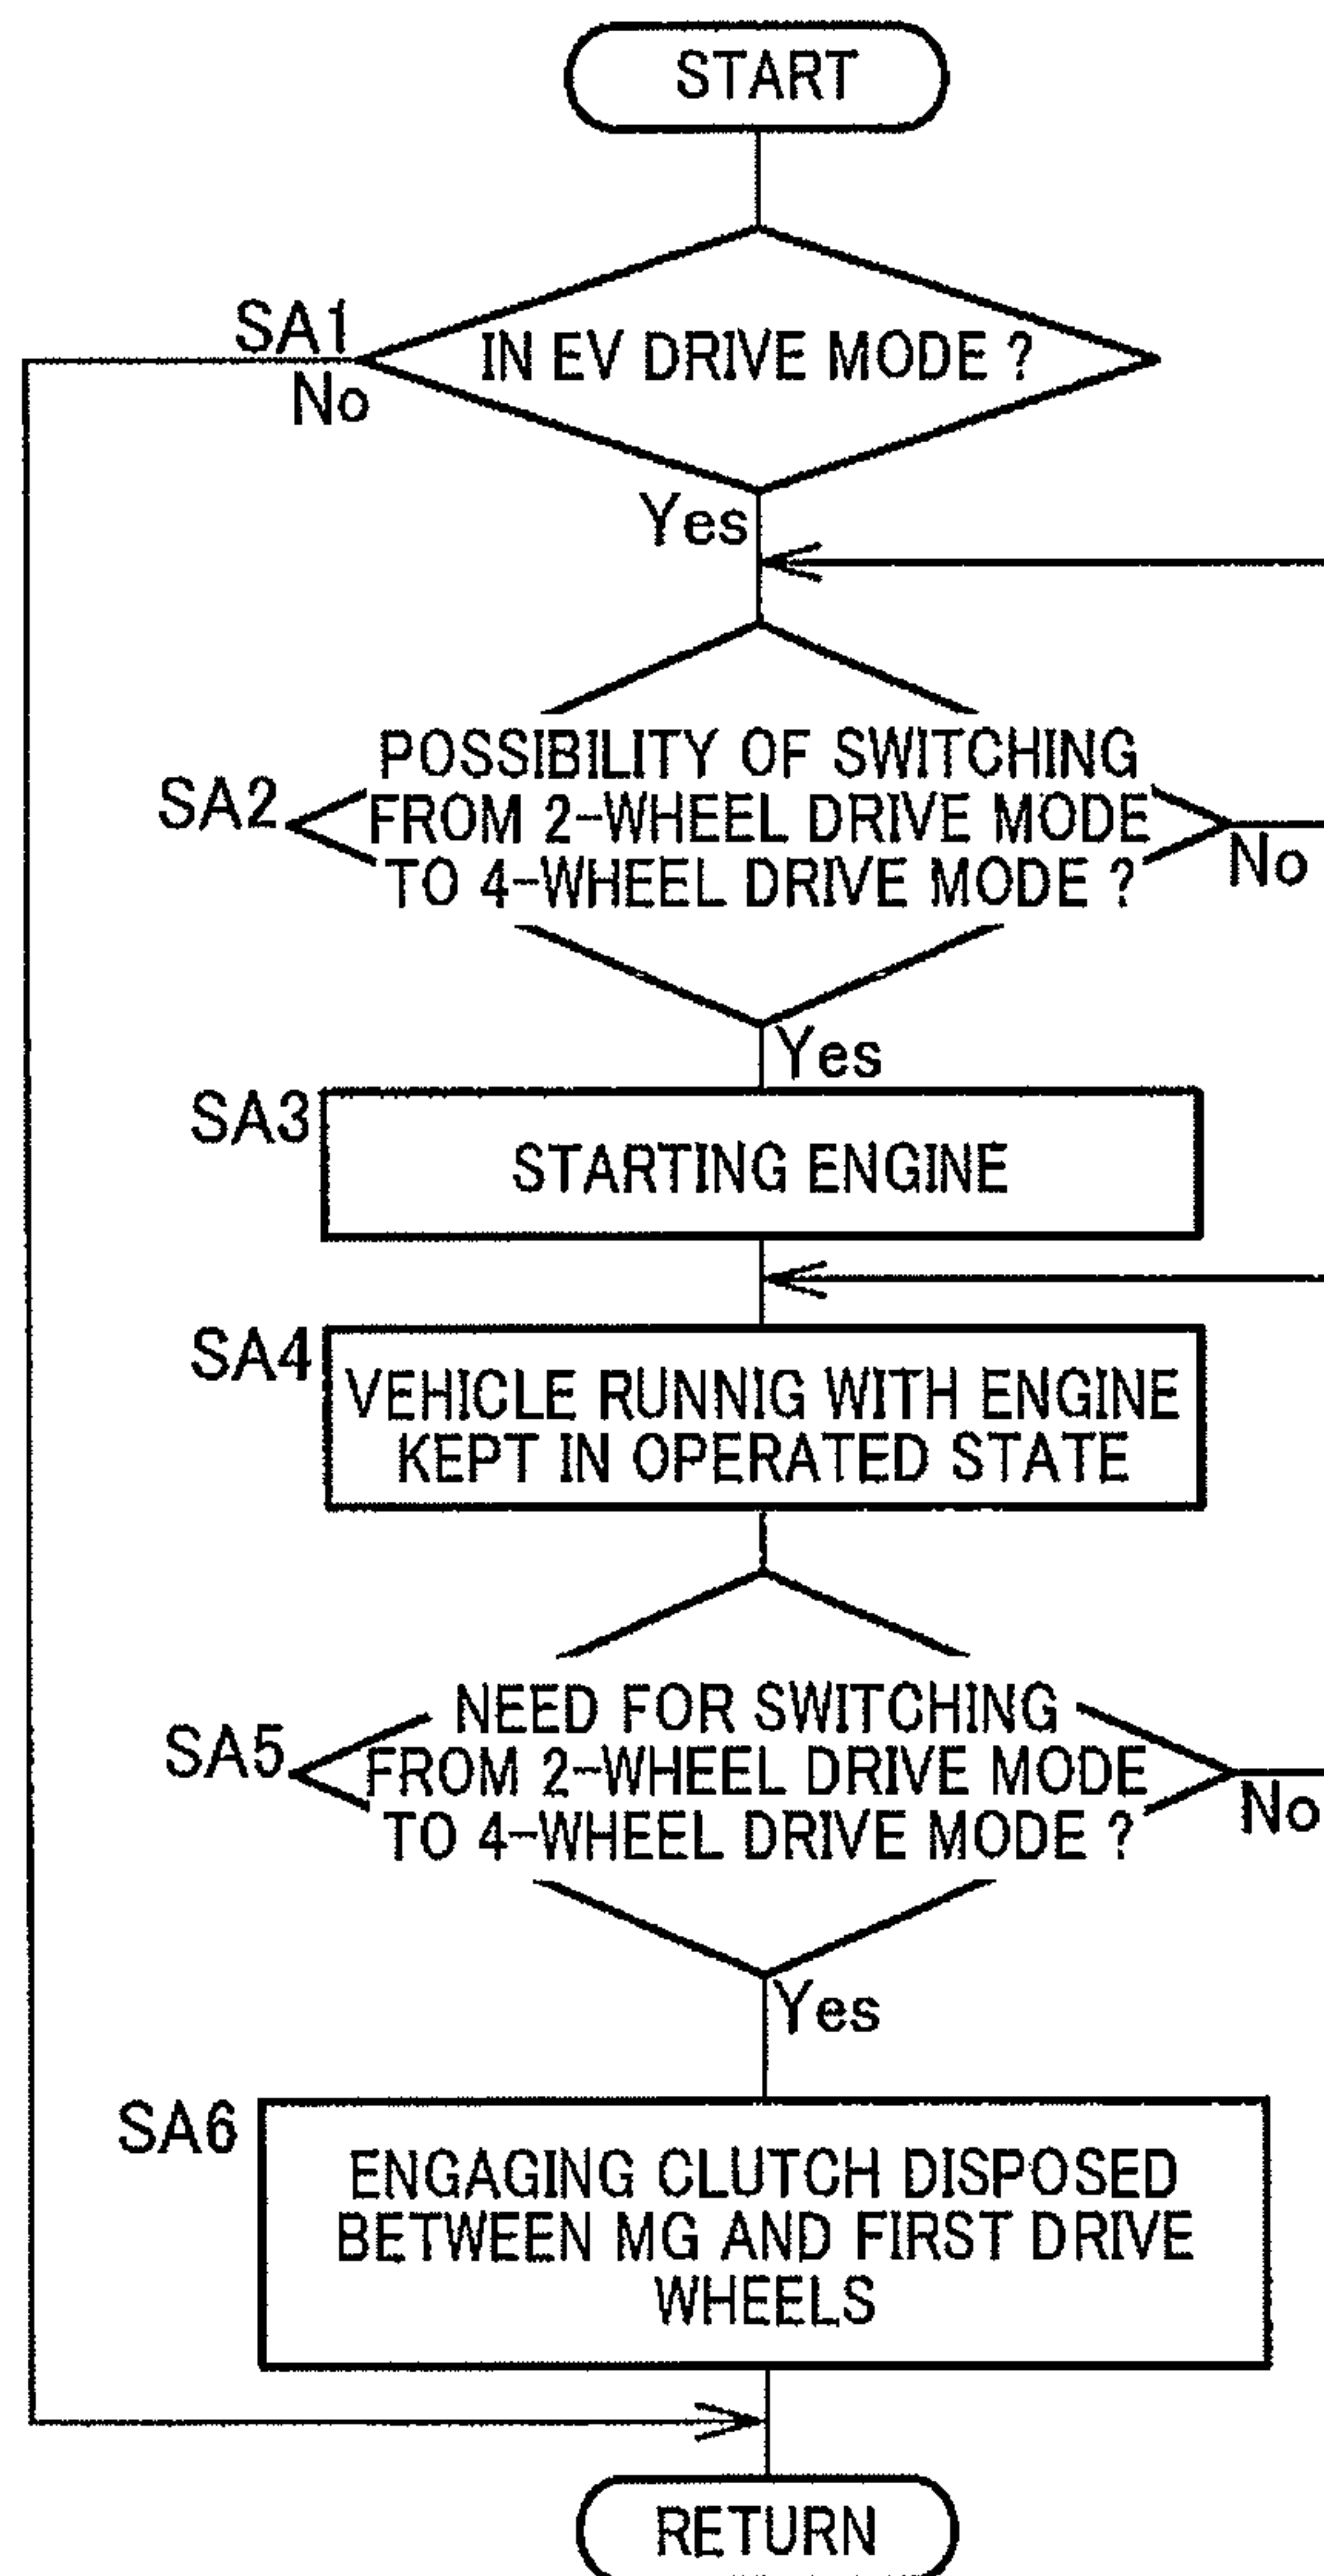 START
SA1
IN EV DRIVE MODE ?
No
Yes
SA2
POSSIBILITY OF SWITCHING
FROM 2-WHEEL DRIVE MODE
TO 4-WHEEL DRIVE MODE ?
No
Yes
SA3
STARTING ENGINE
SA4
VEHICLE RUNNIG WITH ENGINE
KEPT IN OPERATED STATE
SA5
NEED FOR SWITCHING
FROM 2-WHEEL DRIVE MODE
TO 4-WHEEL DRIVE MODE ?
No
Yes
SA6
ENGAGING CLUTCH DISPOSED
BETWEEN MG AND FIRST DRIVE
WHEELS
RETURN